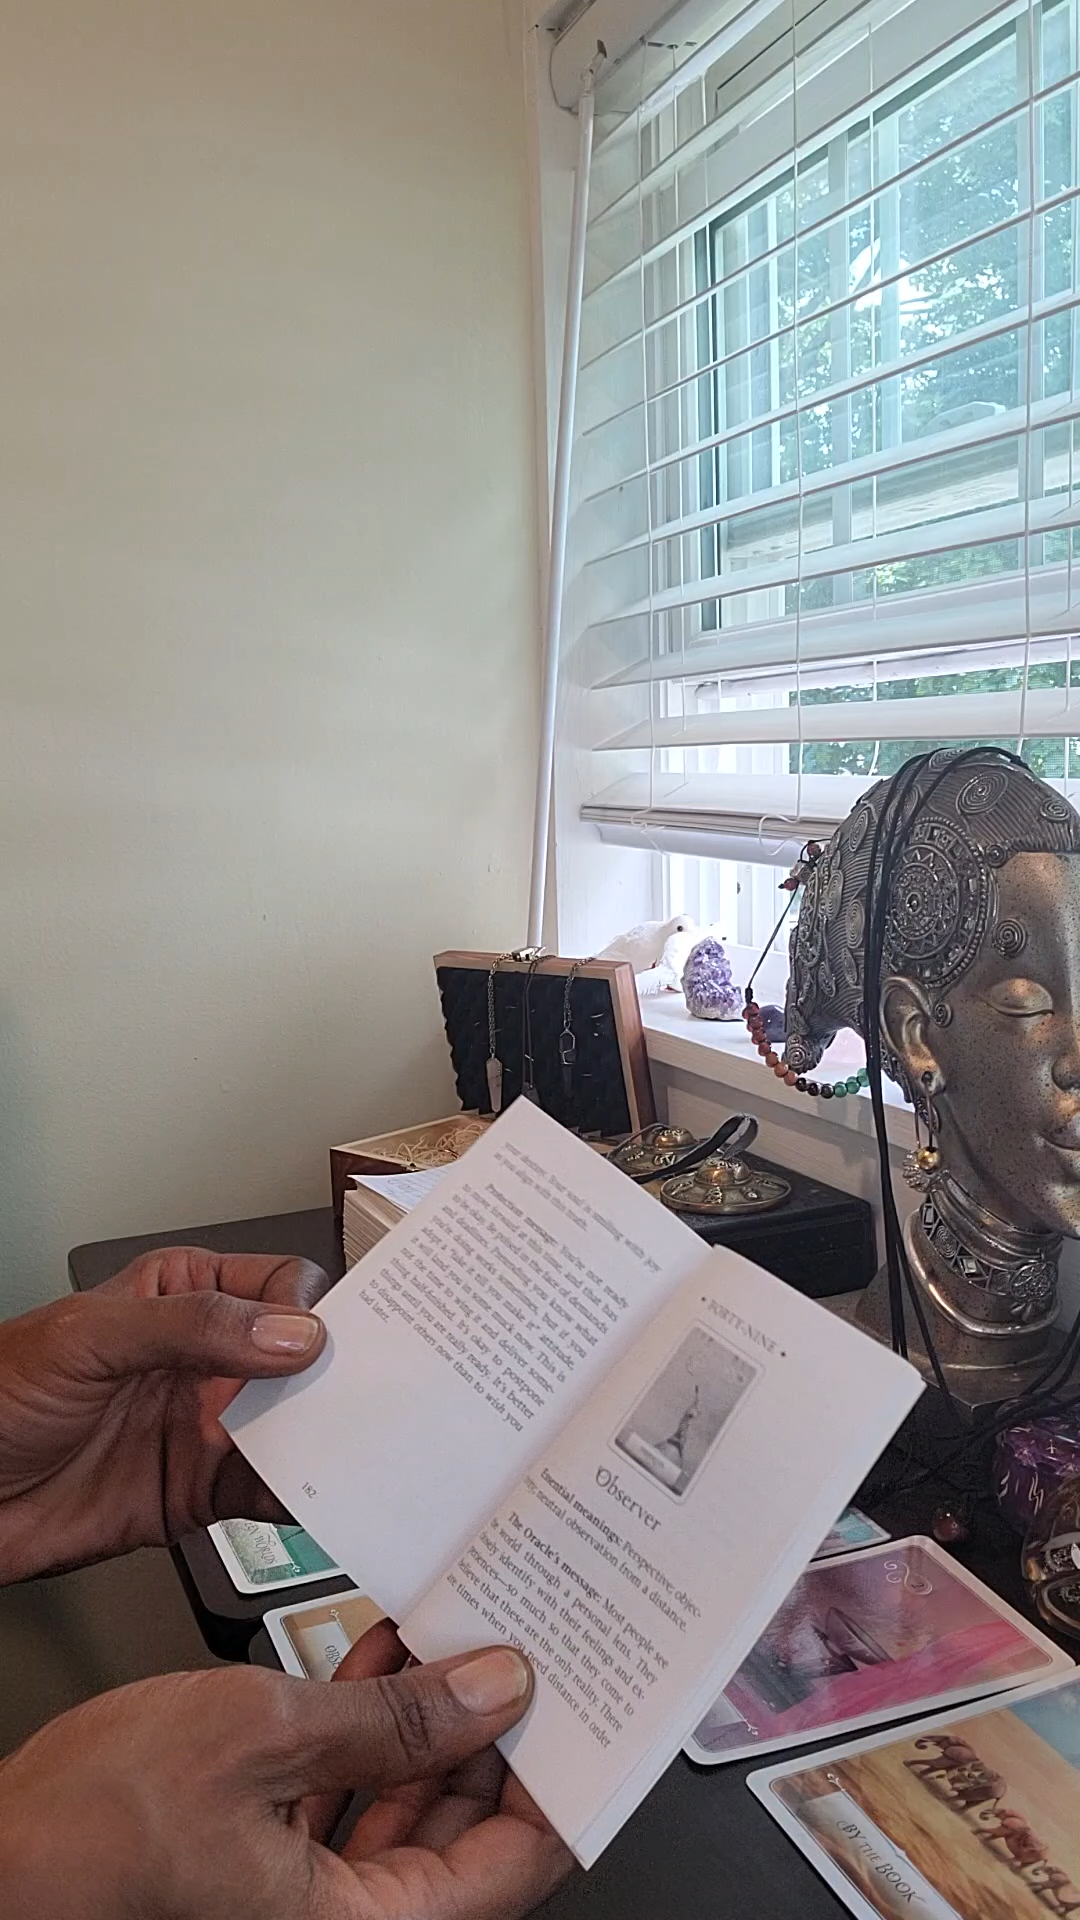 your desire. Your soul is smiling with joy
as you align with this truth.
Protection message: You're not ready
to move forward at this time, and that has
to be okay. Be poised in the face of demands
and deadlines. Pretending you know what
you're doing works sometimes, but if you
adopt a "fake it till you make it" attitude,
it will land you in some muck now. This is
not the time to wing it and deliver some-
thing half-finished. It's okay to postpone
things until you are really ready. It's better
to disappoint others now than to wish you
had later.
182
• FORTY-NINE •
Observer
Essential meanings: Perspective, objec-
neutral observation from a distance.
The Oracle's message: Most people see
world through a personal lens. They
identify with their feelings and ex-
so much so that they come to
believe that these are the only reality. There
times when you need distance in order
WORLDS
OBSE
2
BY THE BOOK